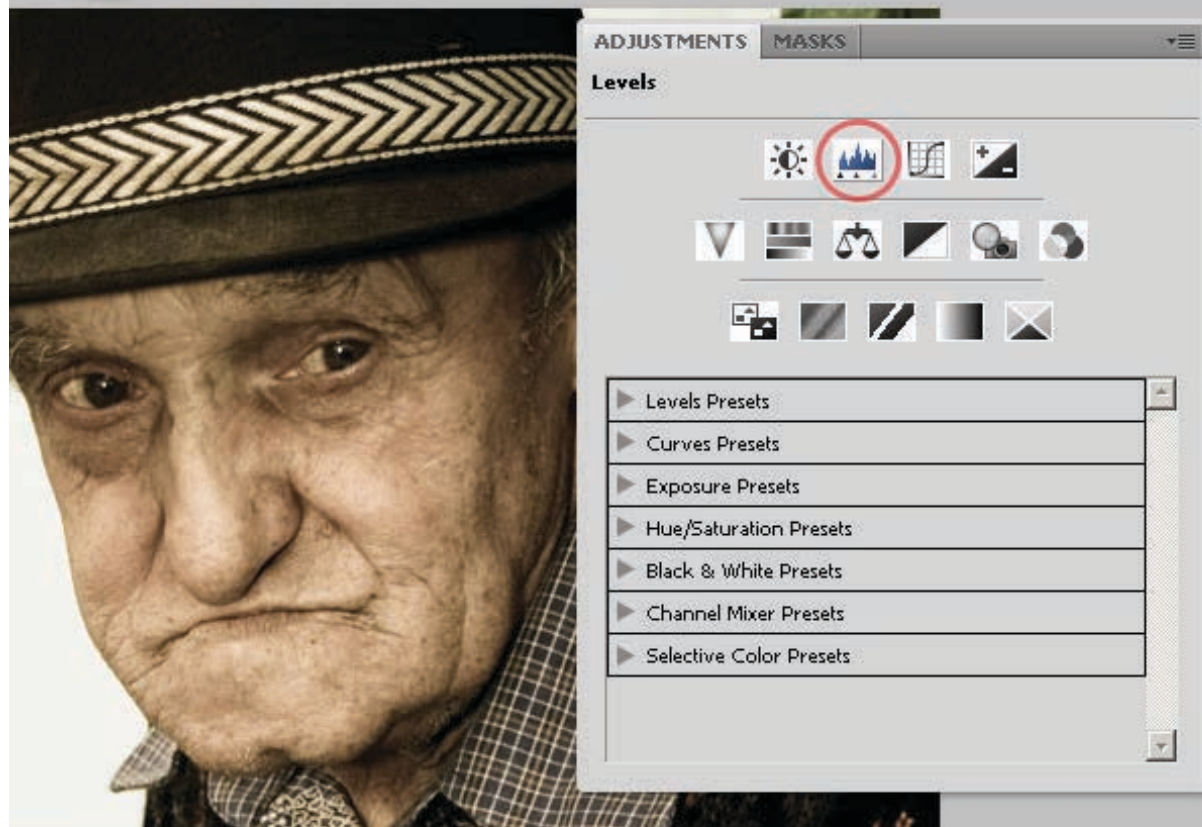 ADJUSTMENTS MASKS
Levels
Levels Presets
Curves Presets
Exposure Presets
Hue/Saturation Presets
Black & White Presets
Channel Mixer Presets
Selective Color Presets